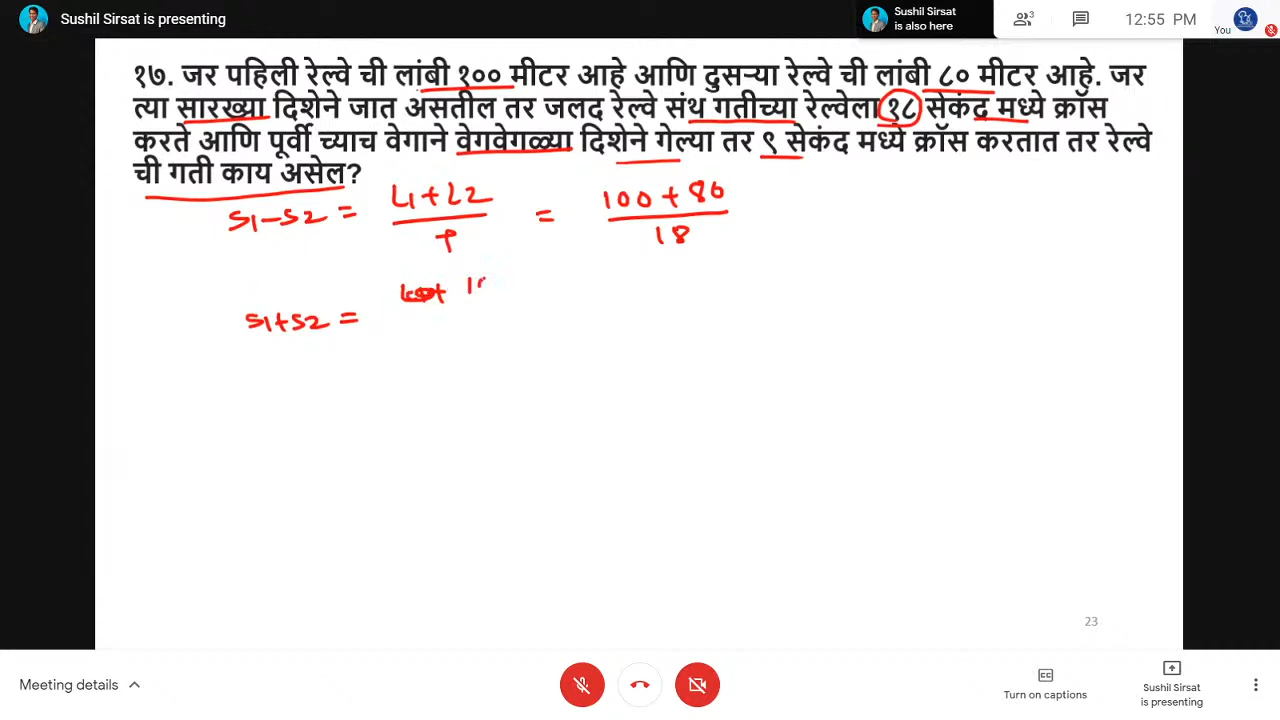 Sushil Sirsat is presenting
Sushil Sirsat
is also here
3
12:55 PM
You
१७. जर पहिली रेल्वे ची लांबी १०० मीटर आहे आणि दुसऱ्या रेल्वे ची लांबी ८० मीटर आहे. जर
त्या सारख्या दिशेने जात असतील तर जलद रेल्वे संथ गतीच्या रेल्वेला १८ सेकंद मध्ये क्रॉस
करते आणि पूर्वी च्याच वेगाने वेगवेगळ्या दिशेने गेल्या तर ९ सेकंद मध्ये क्रॉस करतात तर रेल्वे
ची गती काय असेल?
S1-S2 = L1+L2 = 100+80
18
S1+S2 =
23
Meeting details
Turn on captions
Sushil Sirsat
is presenting